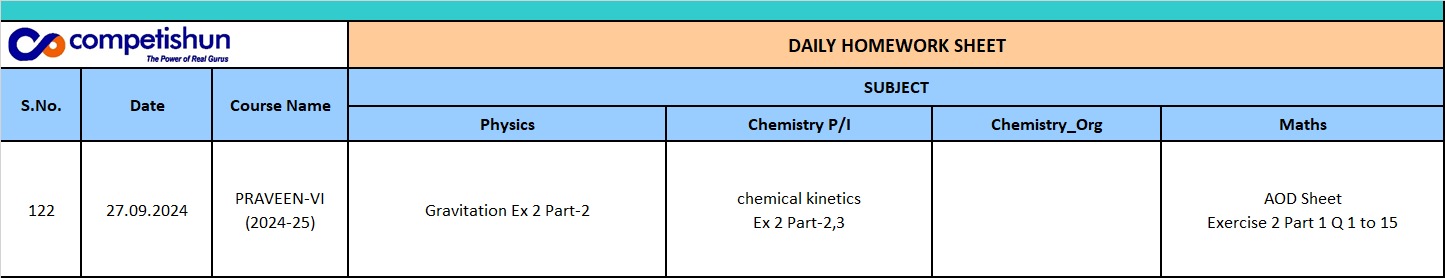 competishun
The Power of Real Gurus
DAILY HOMEWORK SHEET
S.No.
Date
Course Name
SUBJECT
Physics
Chemistry P/I
Chemistry_Org
Maths
122
27.09.2024
PRAVEEN-VI
(2024-25)
Gravitation Ex 2 Part-2
chemical kinetics
Ex 2 Part-2,3
AOD Sheet
Exercise 2 Part 1 Q 1 to 15